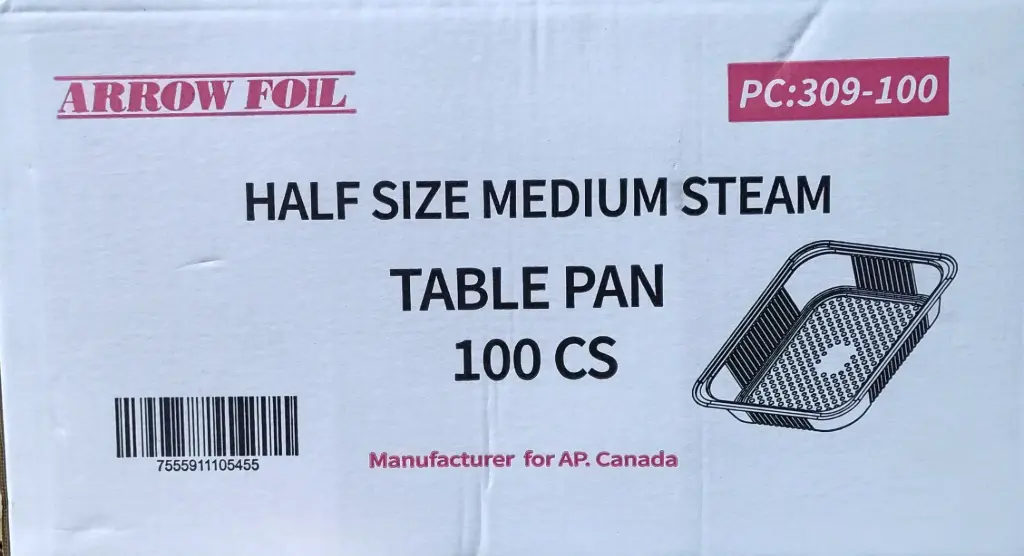 ARROW FOIL
PC:309-100
HALF SIZE MEDIUM STEAM
TABLE PAN
100 CS
7555911105455
Manufacturer for AP. Canada